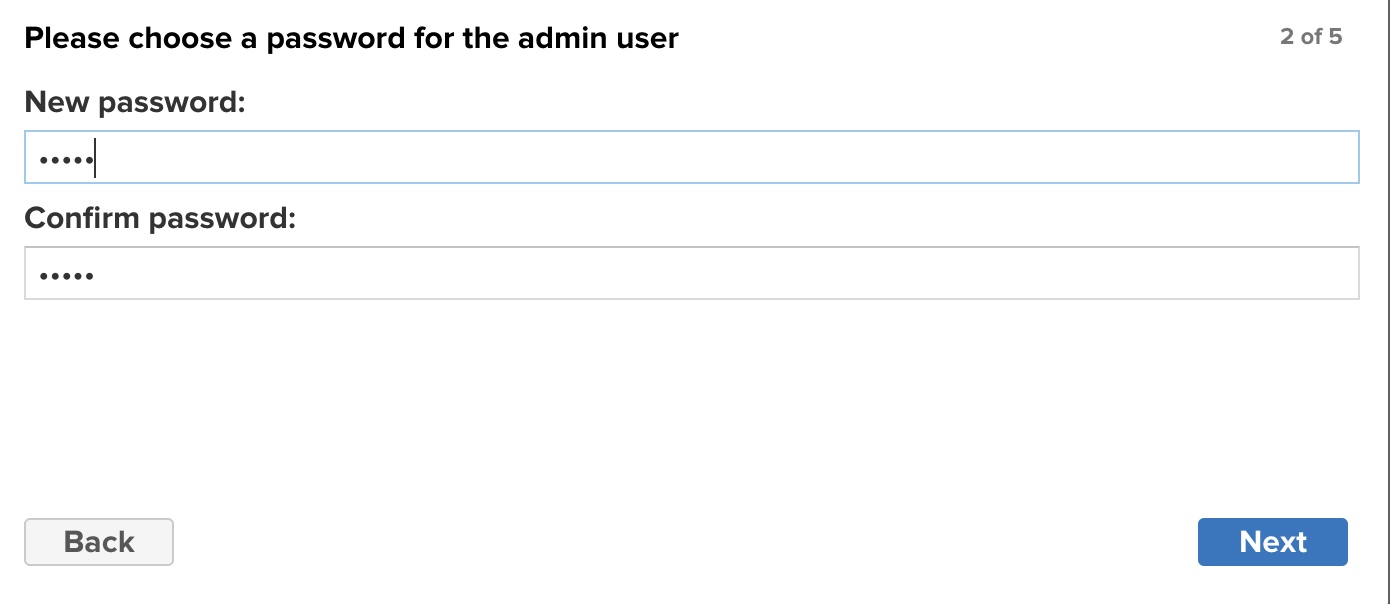 Please choose a password for the admin user
2 of 5
New password:
•••••
Confirm password:
•••••
Back
Next